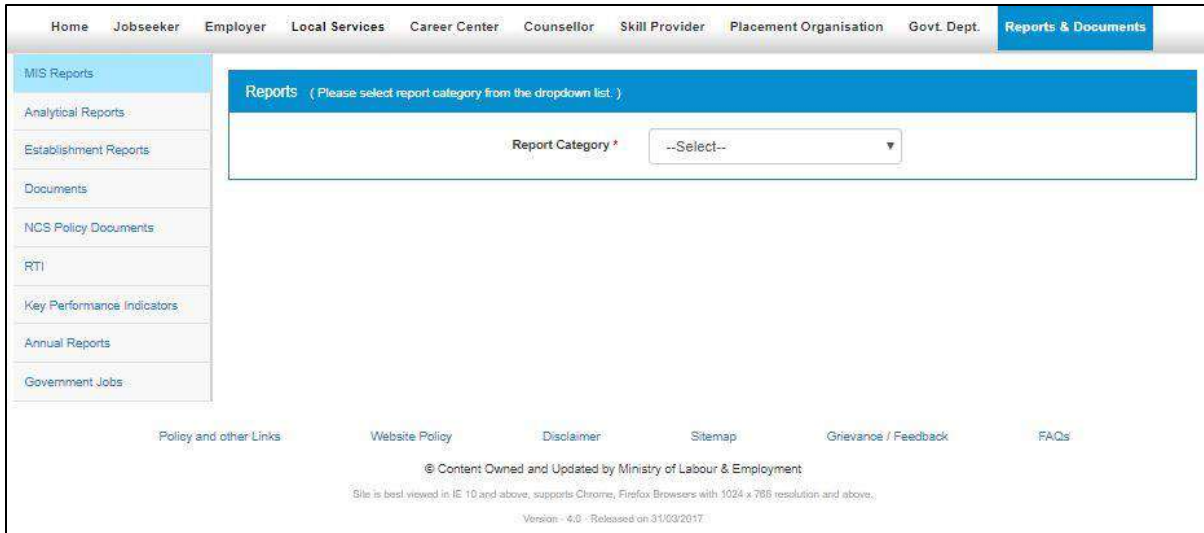 Home Jobseeker Employer Local Services Career Center Counsellor Skill Provider Placement Organisation Govt. Dept. Reports & Documents
MIS Reports
Analytical Reports
Establishment Reports
Documents
NCS Policy Documents
RTI
Key Performance Indicators
Annual Reports
Government Jobs
Reports ( Please select report category from the dropdown list. )
Report Category * --Select--
Policy and other Links Website Policy Disclaimer Sitemap Grievance / Feedback FAQs
© Content Owned and Updated by Ministry of Labour & Employment
Site is best viewed in IE 10 and above, supports Chrome, Firefox Browsers with 1024 x 768 resolution and above.
Version - 4.0 - Released on 31/03/2017